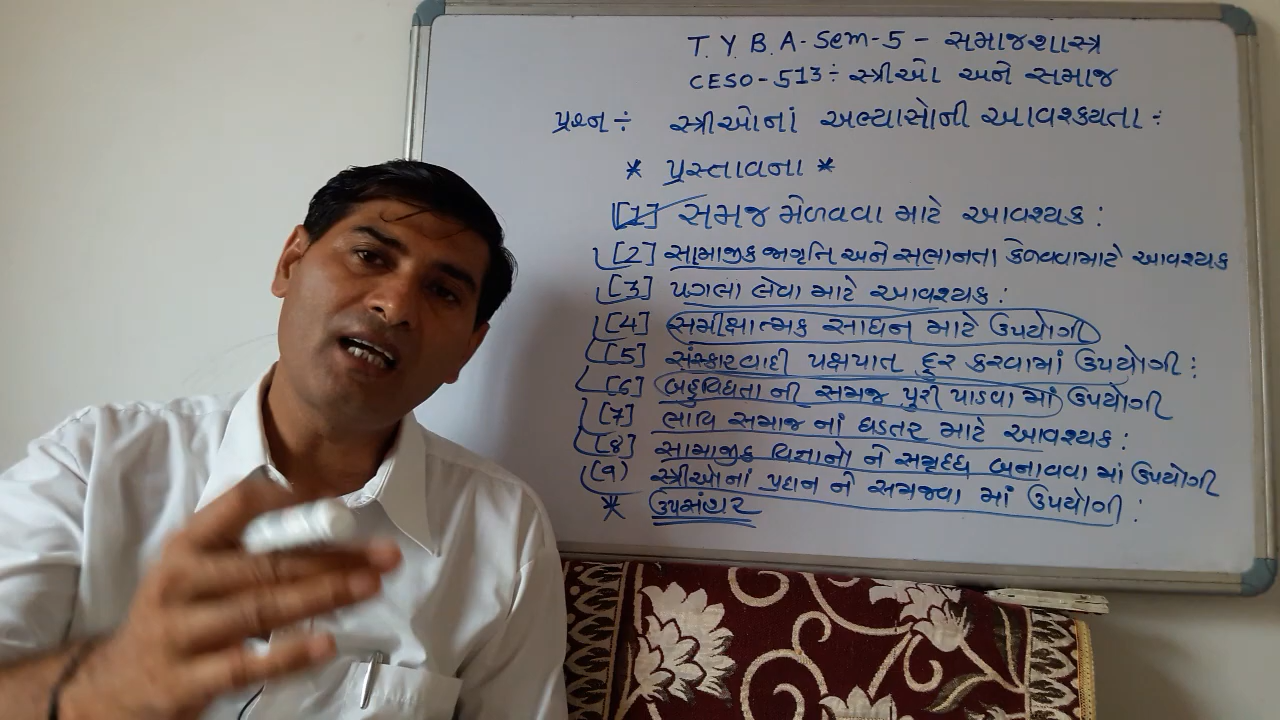 T. Y. B. A - Sem - 5 - સમાજશાસ્ત્ર
CESO - 513 : સ્ત્રીઓ અને સમાજ
પ્રશ્ન : સ્ત્રીઓનાં અભ્યાસોની આવશ્ક્યતા :
* પ્રસ્તાવના *
[1] સમજ મેળવવા માટે આવશ્યક :
[2] સામાજીક જાગૃતિ અને સભાનતા કેળવવા માટે આવશ્યક
[3] પગલા લેવા માટે આવશ્યક :
[4] સમીક્ષાત્મક સાધન માટે ઉપયોગી
[5] સંસ્કારવાદી પક્ષપાત દૂર કરવામાં ઉપયોગી :
[6] બહુવિધતા ની સમજ પુરી પાડવા માં ઉપયોગી
[7] ભાવિ સમાજ નાં ઘડતર માટે આવશ્યક :
[8] સામાજીક વિજ્ઞાનો ને સમૃદ્ધ બનાવવા માં ઉપયોગી
(9) સ્ત્રીઓનાં પ્રદાન ને સમજવા માં ઉપયોગી :
* ઉપસંહાર